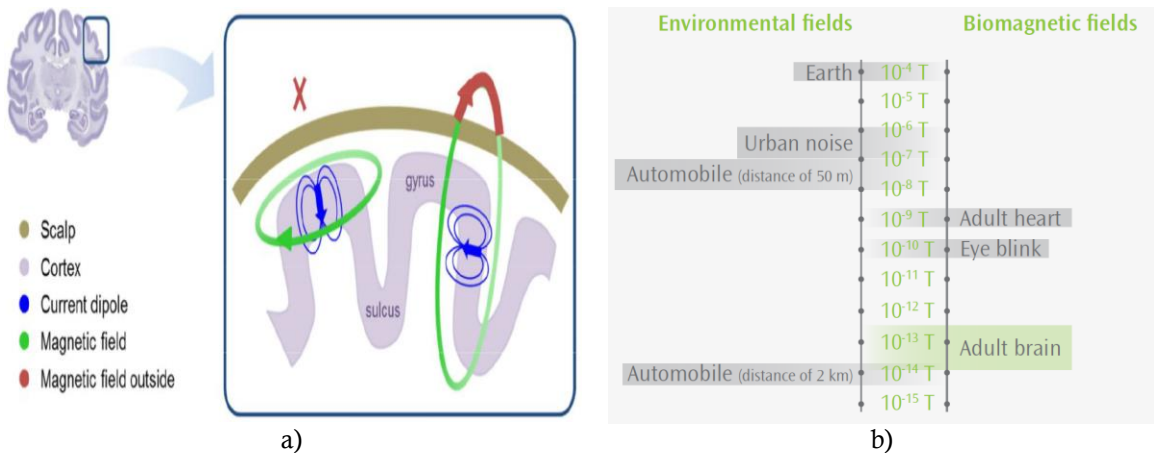 X
gyrus
sulcus
Scalp
Cortex
Current dipole
Magnetic field
Magnetic field outside
a)
Environmental fields
Biomagnetic fields
Earth
10⁻⁴ T
10⁻⁵ T
10⁻⁶ T
Urban noise
10⁻⁷ T
Automobile (distance of 50 m)
10⁻⁸ T
10⁻⁹ T
Adult heart
10⁻¹⁰ T
Eye blink
10⁻¹¹ T
10⁻¹² T
10⁻¹³ T
Adult brain
Automobile (distance of 2 km)
10⁻¹⁴ T
10⁻¹⁵ T
b)